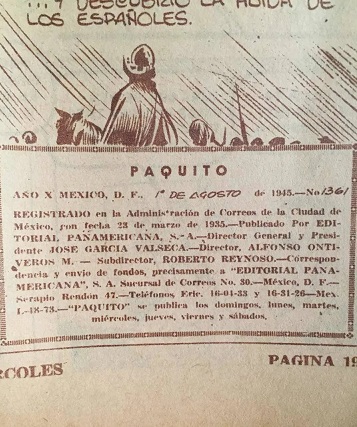 ...Y DESCUBRIO LA HUIDA DE
LOS ESPAÑOLES.
PAQUITO
AÑO X MEXICO, D. F., 1º DE AGOSTO de 1945.—No 1361
REGISTRADO en la Administración de Correos de la Ciudad de
México, con fecha 23 de marzo de 1935.—Publicado Por EDI-
TORIAL PANAMERICANA, S. A.—Director General y Presi-
dente JOSE GARCIA VALSECA.—Director, ALFONSO ONTI-
VEROS M. — Subdirector, ROBERTO REYNOSO.—Correspon-
dencia y envío de fondos, precisamente a "EDITORIAL PANA-
MERICANA", S. A. Sucursal de Correos No. 30.—México, D. F.—
Serapio Rendón 47.—Teléfonos Eric. 16-04-33 y 16-31-26—Mex.
L-18-73.—"PAQUITO" se publica los domingos, lunes, martes,
miércoles, jueves, viernes y sábados.
RCOLES
PAGINA 19